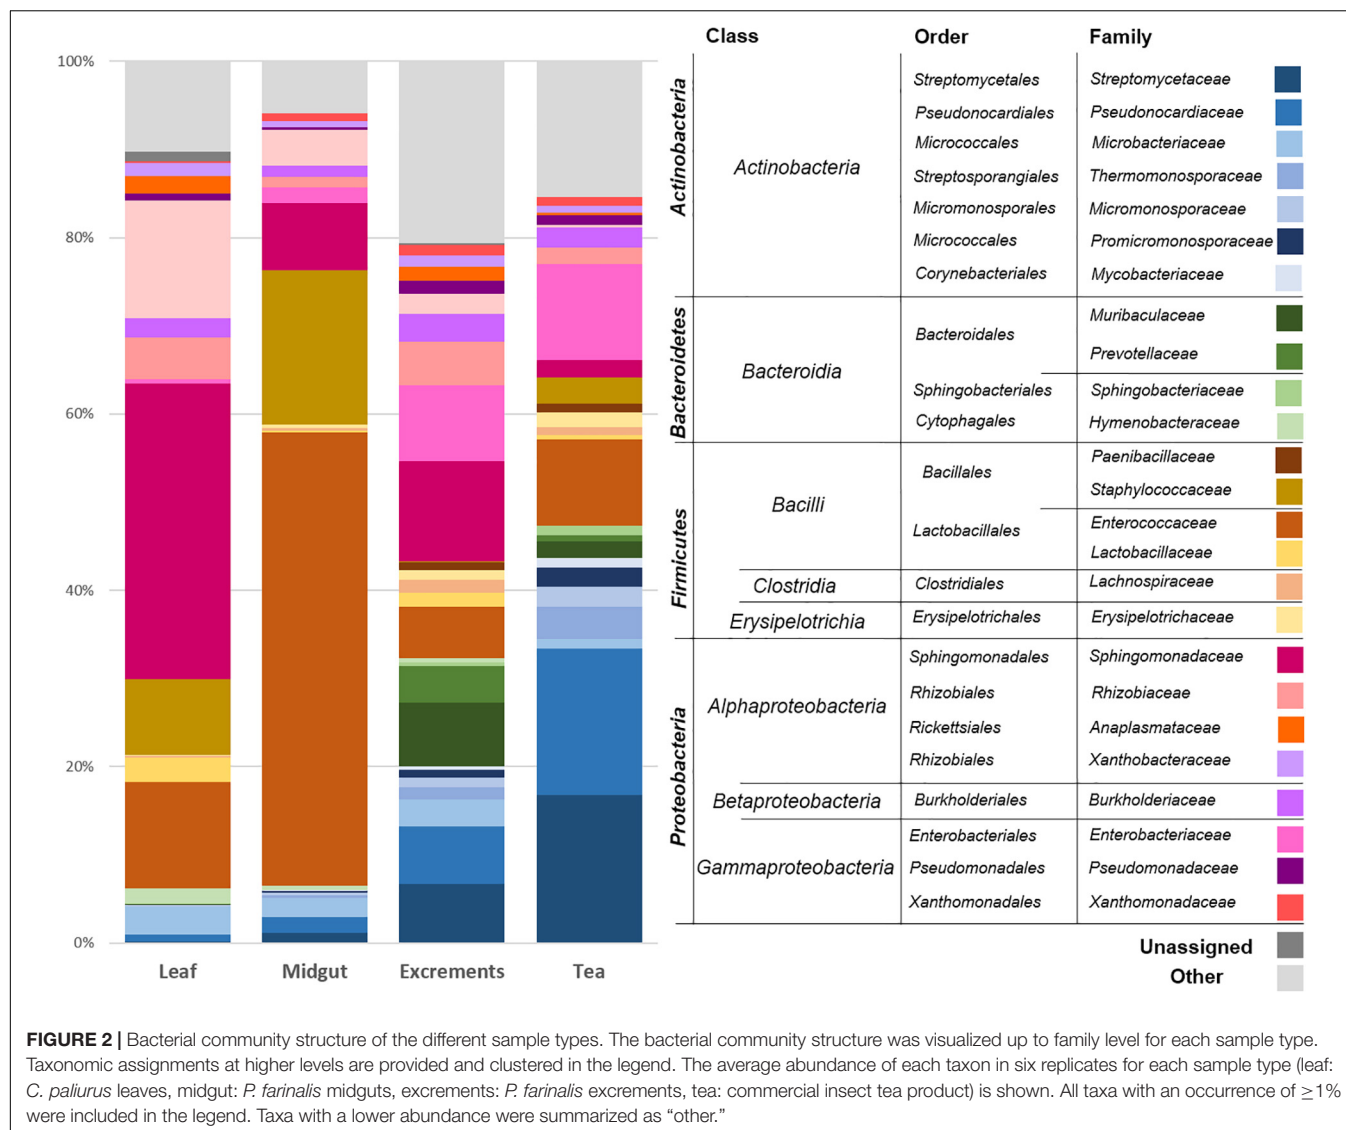 100%
80%
60%
40%
20%
0%
Leaf Midgut Excrements Tea
Class Order Family
Actinobacteria
Actinobacteria
Streptomycetales Streptomycetaceae
Pseudonocardiales Pseudonocardiaceae
Micrococcales Microbacteriaceae
Streptosporangiales Thermomonosporaceae
Micromonosporales Micromonosporaceae
Micrococcales Promicromonosporaceae
Corynebacteriales Mycobacteriaceae
Bacteroidetes
Bacteroidia
Bacteroidales
Muribaculaceae
Prevotellaceae
Sphingobacteriales Sphingobacteriaceae
Cytophagales Hymenobacteraceae
Firmicutes
Bacilli
Bacillales
Paenibacillaceae
Staphylococcaceae
Lactobacillales
Enterococcaceae
Lactobacillaceae
Clostridia Clostridiales Lachnospiraceae
Erysipelotrichia Erysipelotrichales Erysipelotrichaceae
Proteobacteria
Alphaproteobacteria
Sphingomonadales Sphingomonadaceae
Rhizobiales Rhizobiaceae
Rickettsiales Anaplasmataceae
Rhizobiales Xanthobacteraceae
Betaproteobacteria Burkholderiales Burkholderiaceae
Gammaproteobacteria
Enterobacteriales Enterobacteriaceae
Pseudomonadales Pseudomonadaceae
Xanthomonadales Xanthomonadaceae
Unassigned
Other
FIGURE 2 | Bacterial community structure of the different sample types. The bacterial community structure was visualized up to family level for each sample type.
Taxonomic assignments at higher levels are provided and clustered in the legend. The average abundance of each taxon in six replicates for each sample type (leaf:
C. paliurus leaves, midgut: P. farinalis midguts, excrements: P. farinalis excrements, tea: commercial insect tea product) is shown. All taxa with an occurrence of ≥1%
were included in the legend. Taxa with a lower abundance were summarized as “other.”